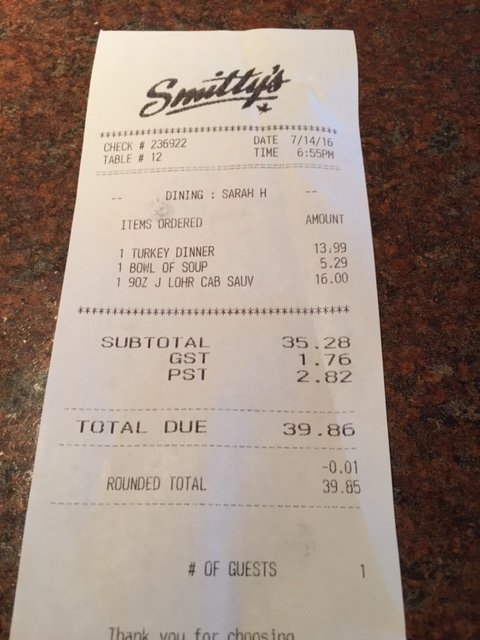 Smitty's
****************************************
CHECK # 236922 DATE 7/14/16
TABLE # 12 TIME 6:55PM
-- DINING : SARAH H --
ITEMS ORDERED AMOUNT
1 TURKEY DINNER 13.99
1 BOWL OF SOUP 5.29
1 9OZ J LOHR CAB SAUV 16.00
****************************************
SUBTOTAL 35.28
GST 1.76
PST 2.82
TOTAL DUE 39.86
-0.01
ROUNDED TOTAL 39.85
# OF GUESTS 1
Thank you for choosing